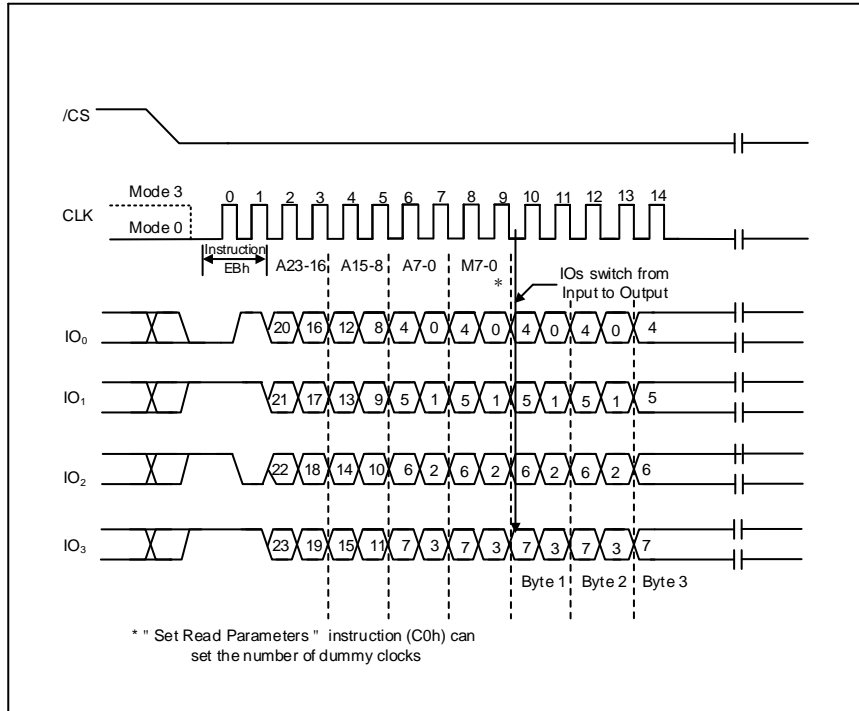 /CS
Mode 3
CLK
Mode 0
0 1 2 3 4 5 6 7 8 9 10 11 12 13 14
Instruction
EBh
A23-16 A15-8 A7-0 M7-0
*
IOs switch from
Input to Output
IO₀ 20 16 12 8 4 0 4 0 4 0 4 0 4
IO₁ 21 17 13 9 5 1 5 1 5 1 5 1 5
IO₂ 22 18 14 10 6 2 6 2 6 2 6 2 6
IO₃ 23 19 15 11 7 3 7 3 7 3 7 3 7
Byte 1 Byte 2 Byte 3
* " Set Read Parameters " instruction (C0h) can
set the number of dummy clocks